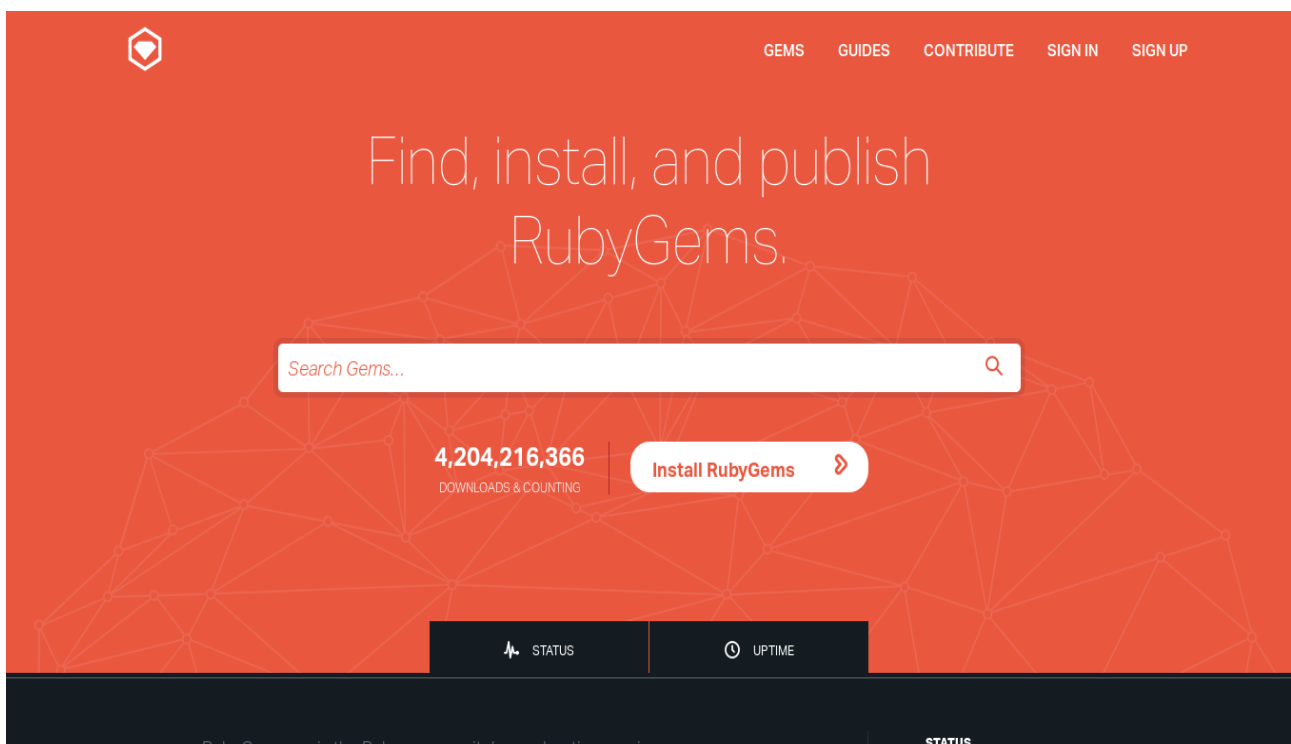 GEMS GUIDES CONTRIBUTE SIGN IN SIGN UP
Find, install, and publish
RubyGems.
Search Gems...
4,204,216,366
DOWNLOADS & COUNTING
Install RubyGems
STATUS UPTIME
STATUS